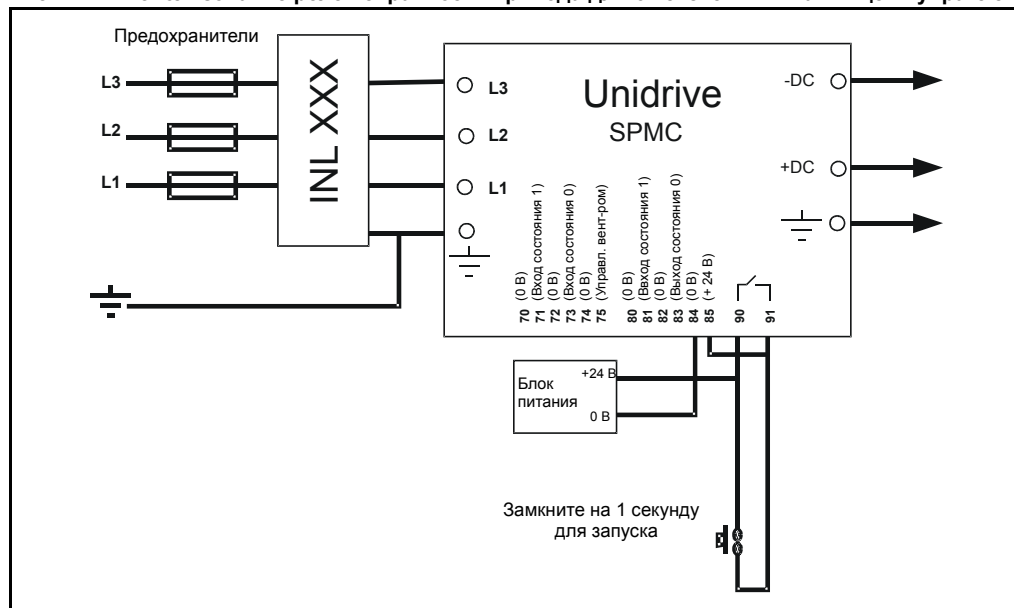 Предохранители
L3
L2
L1
INL XXX
L3
L2
L1
Unidrive
SPMC
-DC
+DC
70 (0 В)
71 (Вход состояния 1)
72 (0 В)
73 (Вход состояния 0)
74 (0 В)
75 (Управл. вент-ром)
80 (0 В)
81 (Ввход состояния 1)
82 (0 В)
83 (Выход состояния 0)
84 (0 В)
85 (+ 24 В)
90
91
Блок
питания
+24 В
0 В
Замкните на 1 секунду
для запуска